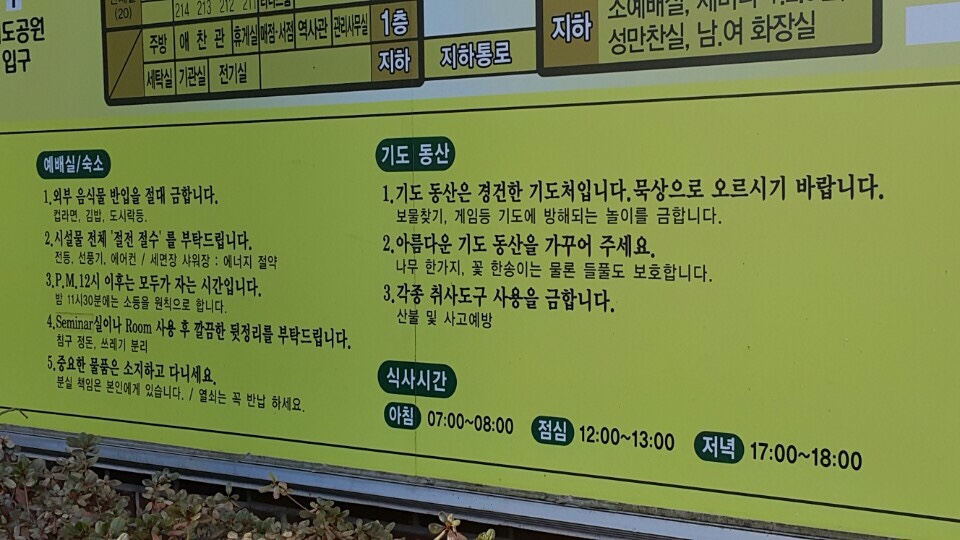 도공원
입구
(20)
214 213 212 211
주방 애찬관 휴게실 매점·서점 역사관 관리사무실 1층
세탁실 기관실 전기실 지하
지하통로
지하
소예배실,
성만찬실, 남.여 화장실
예배실/숙소
1.외부 음식물 반입을 절대 금합니다.
컵라면, 김밥, 도시락등.
2.시설물 전체 '절전 절수' 를 부탁드립니다.
전등, 선풍기, 에어컨 / 세면장 샤워장 : 에너지 절약
3.P.M.12시 이후는 모두가 자는 시간입니다.
밤 11시30분에는 소등을 원칙으로 합니다.
4.Seminar실이나 Room 사용 후 깔끔한 뒷정리를 부탁드립니다.
침구 정돈, 쓰레기 분리
5.중요한 물품은 소지하고 다니세요.
분실 책임은 본인에게 있습니다. / 열쇠는 꼭 반납 하세요.
기도 동산
1.기도 동산은 경건한 기도처입니다.묵상으로 오르시기 바랍니다.
보물찾기, 게임등 기도에 방해되는 놀이를 금합니다.
2.아름다운 기도 동산을 가꾸어 주세요.
나무 한가지, 꽃 한송이는 물론 들풀도 보호합니다.
3.각종 취사도구 사용을 금합니다.
산불 및 사고예방
식사시간
아침 07:00~08:00 점심 12:00~13:00 저녁 17:00~18:00